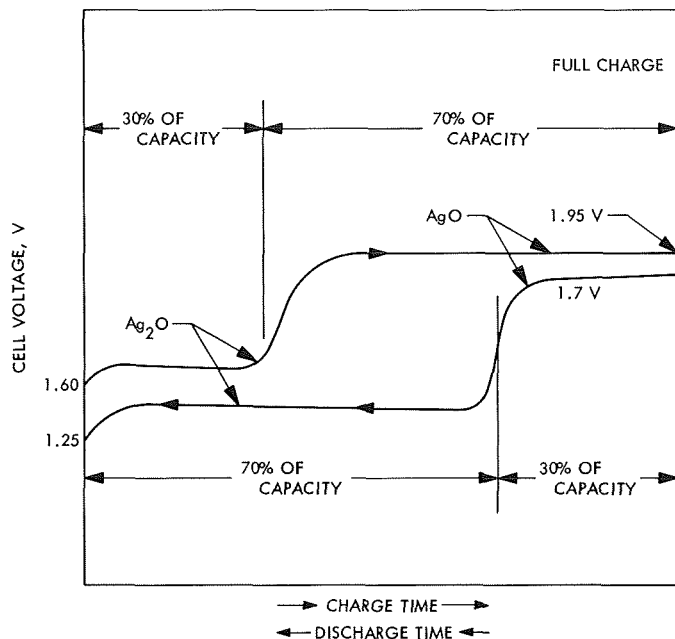 FULL CHARGE
30% OF
CAPACITY
70% OF
CAPACITY
AgO
1.95 V
1.7 V
Ag₂O
CELL VOLTAGE, V
1.60
1.25
70% OF
CAPACITY
30% OF
CAPACITY
CHARGE TIME
DISCHARGE TIME